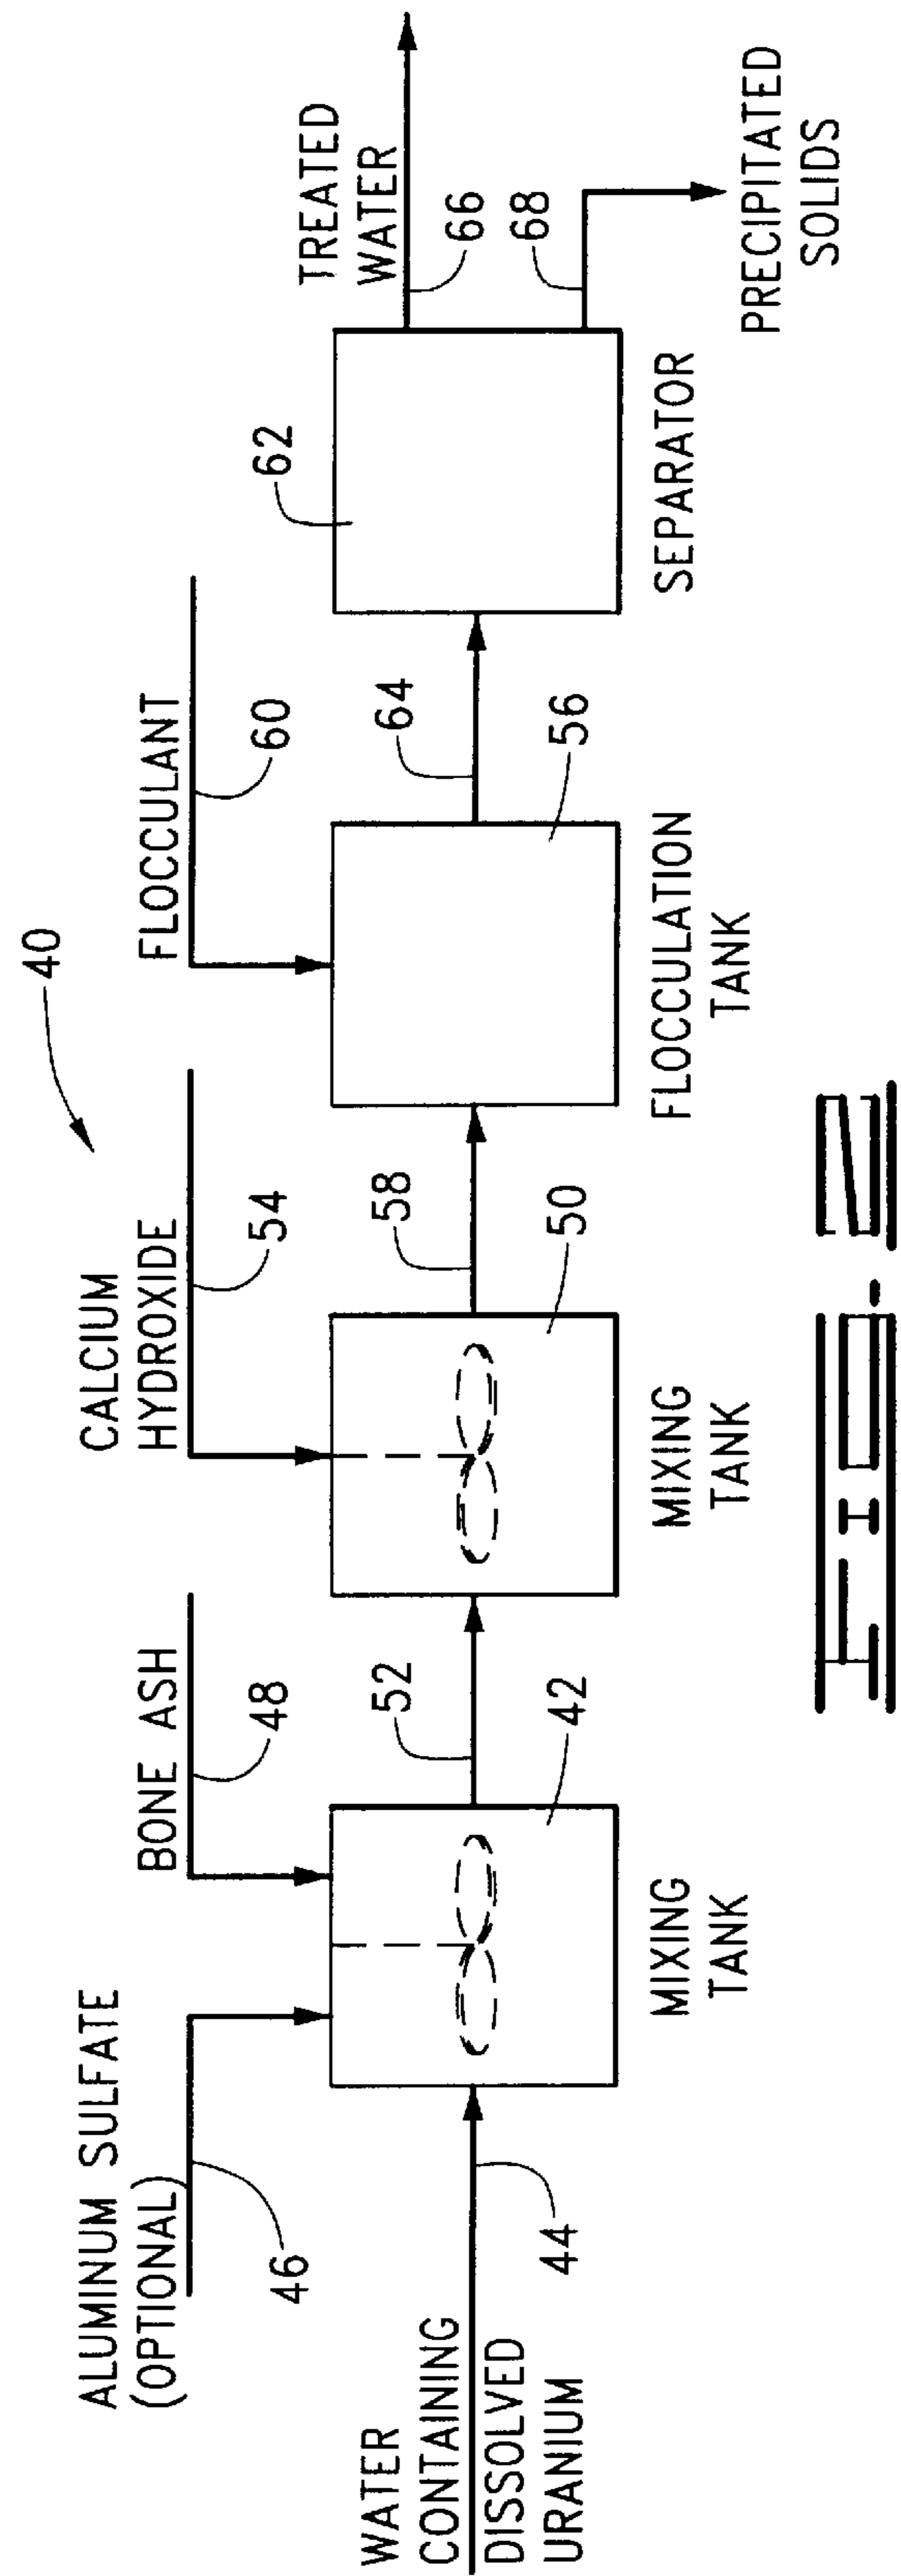 40
ALUMINUM SULFATE
(OPTIONAL)
46
BONE ASH
48
CALCIUM
HYDROXIDE
54
FLOCCULANT
60
WATER
CONTAINING
DISSOLVED
URANIUM
44
42
MIXING
TANK
52
50
MIXING
TANK
58
56
FLOCCULATION
TANK
64
62
SEPARATOR
TREATED
WATER
66
68
PRECIPITATED
SOLIDS
FIG. 2